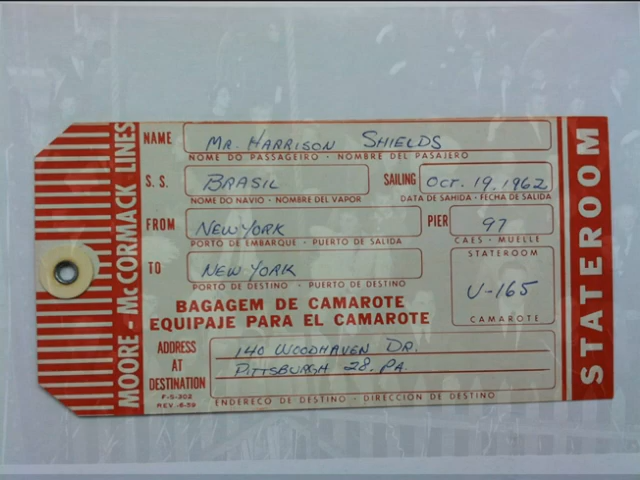 MOORE-McCORMACK LINES
NAME MR. HARRISON SHIELDS
NOME DO PASSAGEIRO · NOMBRE DEL PASAJERO
S. S. BRASIL SAILING OCT. 19, 1962
NOME DO NAVIO · NOMBRE DEL VAPOR DATA DE SAHIDA · FECHA DE SALIDA
FROM NEW YORK PIER 97
PORTO DE EMBARQUE · PUERTO DE SALIDA CAES · MUELLE
TO NEW YORK STATEROOM
PORTO DE DESTINO · PUERTO DE DESTINO U-165
BAGAGEM DE CAMAROTE CAMAROTE
EQUIPAJE PARA EL CAMAROTE
ADDRESS AT DESTINATION 140 WOODHAVEN DR.
PITTSBURGH 28, PA.
F-S-302
REV.-6-59
ENDERECO DE DESTINO · DIRECCION DE DESTINO
STATEROOM